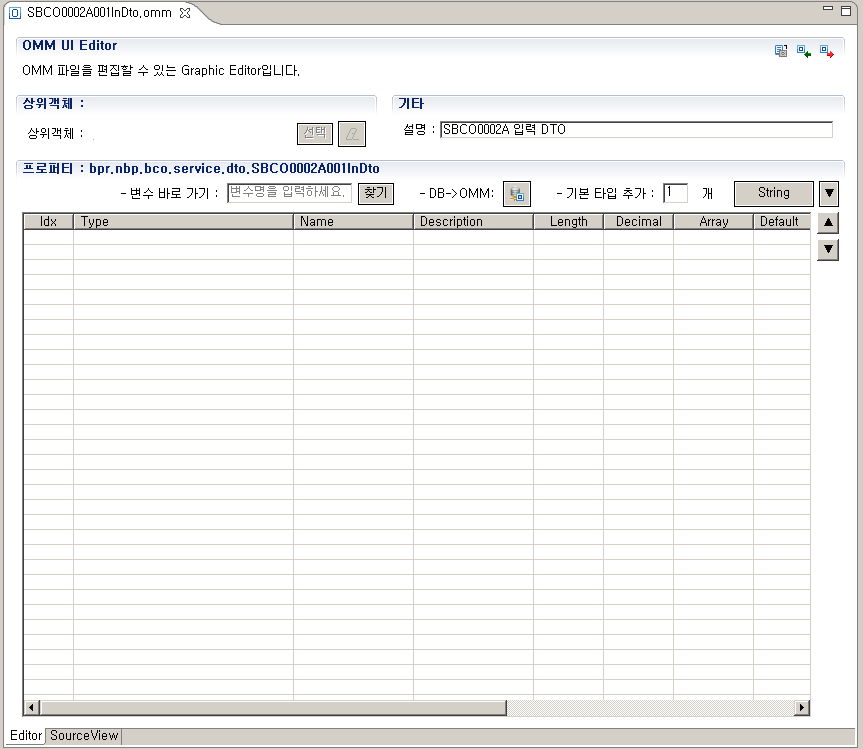 SBCO0002A001InDto.omm
OMM UI Editor
OMM 파일을 편집할 수 있는 Graphic Editor입니다.
상위객체 :
기타
상위객체 :
선택
설명 : SBCO0002A 입력 DTO
프로퍼티 : bpr.nbp.bco.service.dto.SBCO0002A001InDto
- 변수 바로 가기 : 변수명을 입력하세요. 찾기 - DB->OMM: - 기본 타입 추가 : 1 개 String
Idx Type Name Description Length Decimal Array Default
Editor SourceView